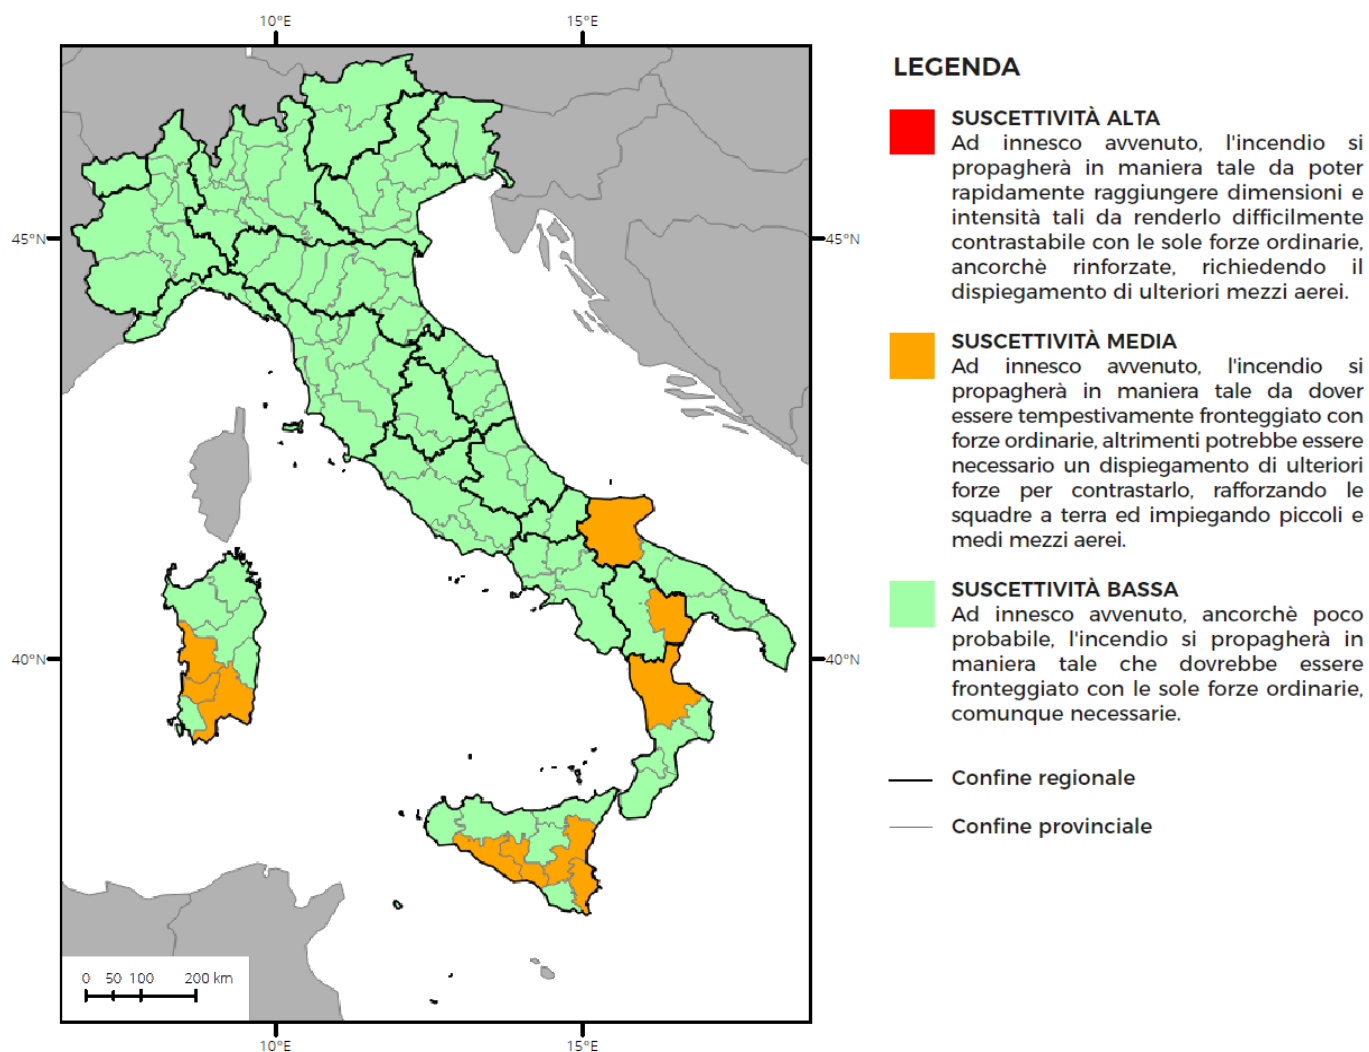 10°E
15°E
LEGENDA
SUSCETTIVITÀ ALTA
Ad innesco avvenuto, l'incendio si
propagherà in maniera tale da poter
rapidamente raggiungere dimensioni e
intensità tali da renderlo difficilmente
contrastabile con le sole forze ordinarie,
ancorchè rinforzate, richiedendo il
dispiegamento di ulteriori mezzi aerei.
45°N
45°N
SUSCETTIVITÀ MEDIA
Ad innesco avvenuto, l'incendio si
propagherà in maniera tale da dover
essere tempestivamente fronteggiato con
forze ordinarie, altrimenti potrebbe essere
necessario un dispiegamento di ulteriori
forze per contrastarlo, rafforzando le
squadre a terra ed impiegando piccoli e
medi mezzi aerei.
SUSCETTIVITÀ BASSA
Ad innesco avvenuto, ancorchè poco
probabile, l'incendio si propagherà in
maniera tale che dovrebbe essere
fronteggiato con le sole forze ordinarie,
comunque necessarie.
40°N
40°N
Confine regionale
Confine provinciale
0 50 100 200 km
10°E
15°E